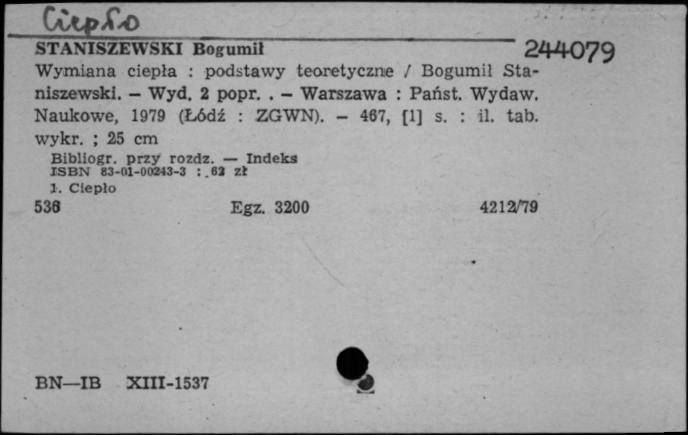 Ciepło
STANISZEWSKI Bogumił 244079
Wymiana ciepła : podstawy teoretyczne / Bogumił Sta-
niszewski. — Wyd. 2 popr. . — Warszawa : Państ. Wydaw.
Naukowe, 1979 (Łódź : ZGWN). — 467, [1] s. : il. tab.
wykr. ; 25 cm
Bibliogr. przy rozdz. — Indeks
ISBN 83-01-00243-3 : 62 zł
1. Ciepło
536 Egz. 3200 4212/79
BN—IB XIII-1537